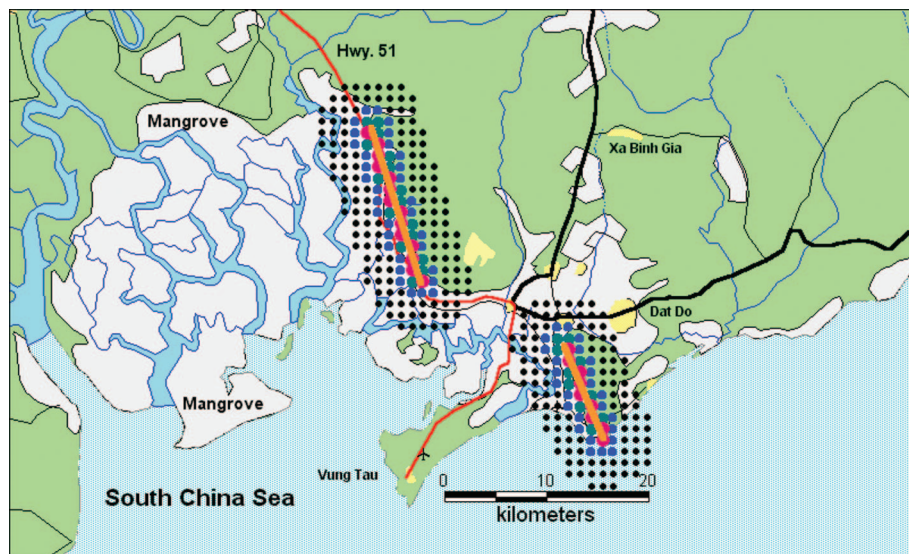 Hwy. 51
Mangrove
Xa Binh Gia
Dat Do
Mangrove
Vung Tau
0 10 20
South China Sea
kilometers